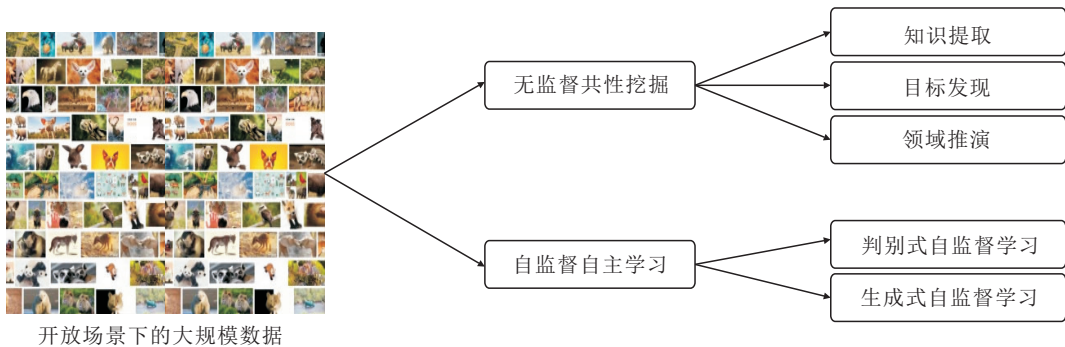 知识提取
无监督共性挖掘
目标发现
领域推演
自监督自主学习
判别式自监督学习
生成式自监督学习
开放场景下的大规模数据